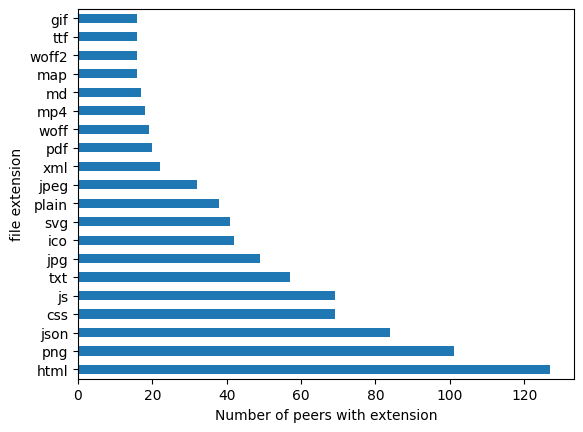 gif
ttf
woff2
map
md
mp4
woff
pdf
xml
jpeg
plain
svg
ico
jpg
txt
js
css
json
png
html
file extension
0 20 40 60 80 100 120
Number of peers with extension